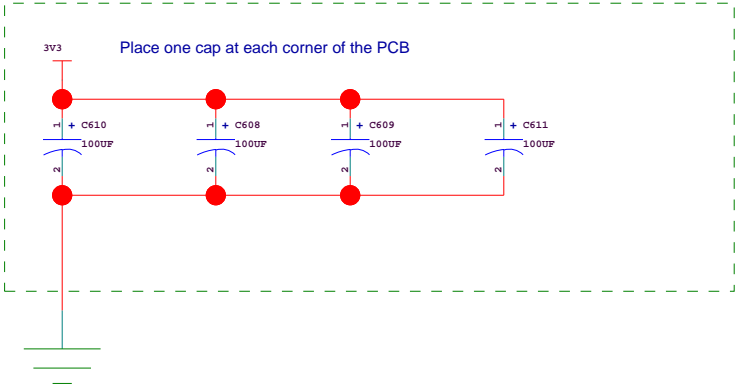 Place one cap at each corner of the PCB
3V3
1 + C610
1 + C608
1 + C609
1 + C611
100UF
100UF
100UF
100UF
2
2
2
2